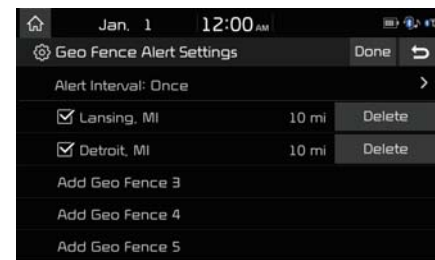 Jan. 1 12:00 AM
Geo Fence Alert Settings Done
Alert Interval: Once
Lansing, MI 10 mi Delete
Detroit, MI 10 mi Delete
Add Geo Fence 3
Add Geo Fence 4
Add Geo Fence 5